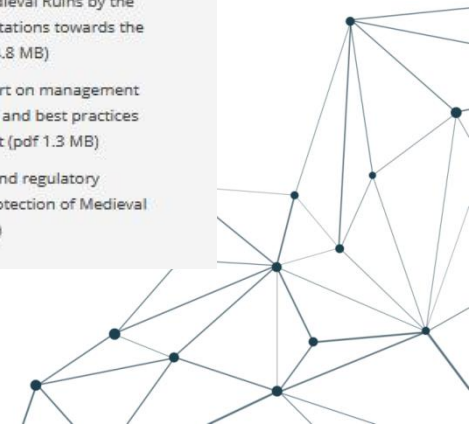 dieval Ruins by the
tations towards the
.8 MB)
rt on management
and best practices
t (pdf 1.3 MB)
nd regulatory
otection of Medieval
)